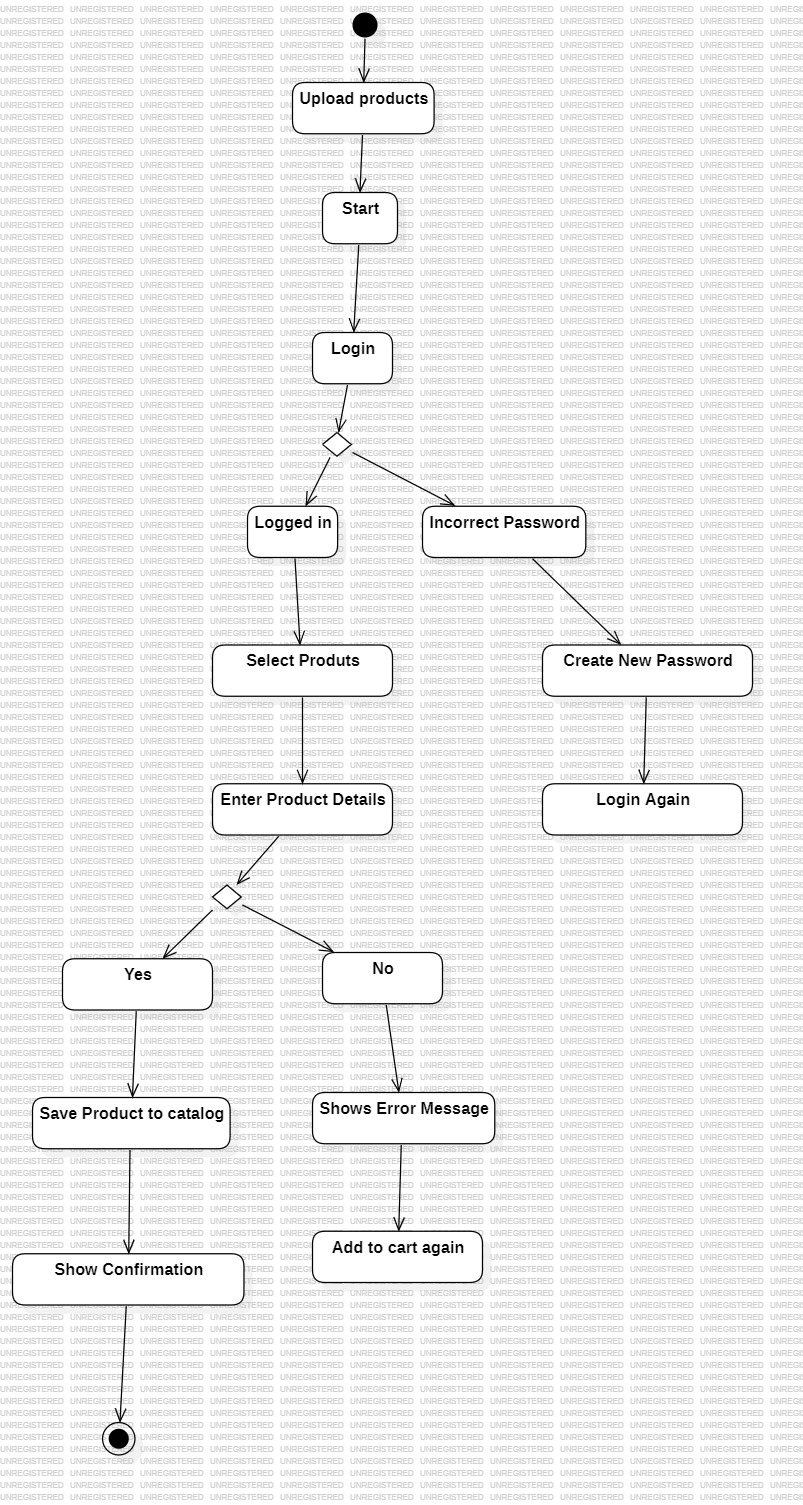 Upload products
Start
Login
Logged in
Incorrect Password
Select Produts
Create New Password
Enter Product Details
Login Again
Yes
No
Save Product to catalog
Shows Error Message
Add to cart again
Show Confirmation
UNREGISTERED